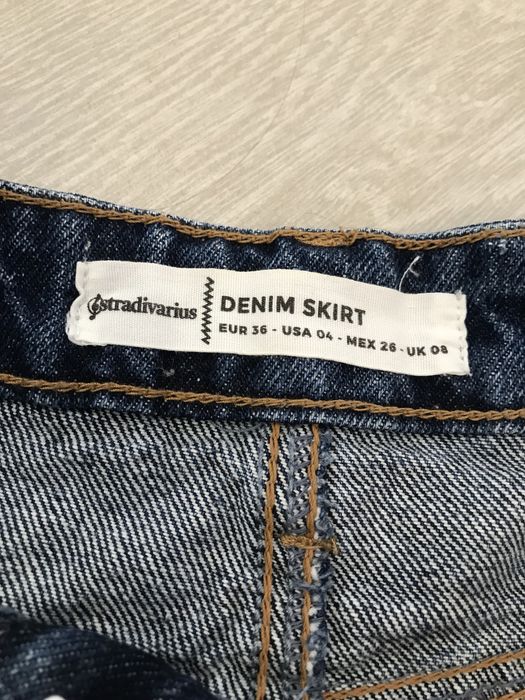 stradivarius
DENIM SKIRT
EUR 36 - USA 04 - MEX 26 - UK 08